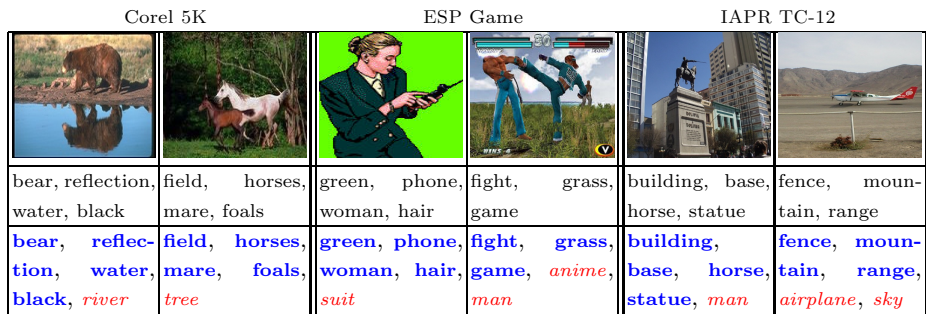 Corel 5K
ESP Game
IAPR TC-12
bear, reflection,
water, black
field, horses,
mare, foals
green, phone,
woman, hair
fight, grass,
game
building, base,
horse, statue
fence, moun-
tain, range
bear, reflec-
tion, water,
black, river
field, horses,
mare, foals,
tree
green, phone,
woman, hair,
suit
fight, grass,
game, anime,
man
building,
base, horse,
statue, man
fence, moun-
tain, range,
airplane, sky